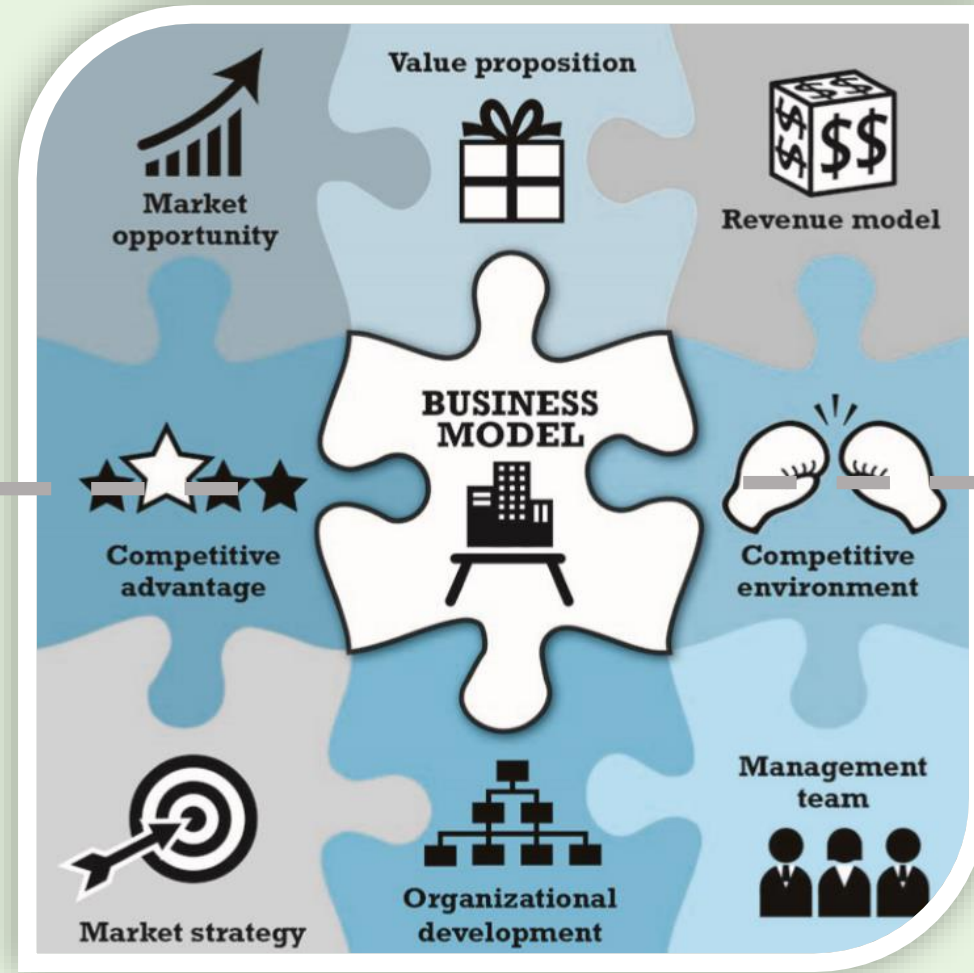 Value proposition
$$
$$
$$
$$
Market
opportunity
Revenue model
BUSINESS
MODEL
Competitive
advantage
Competitive
environment
Management
team
Organizational
development
Market strategy